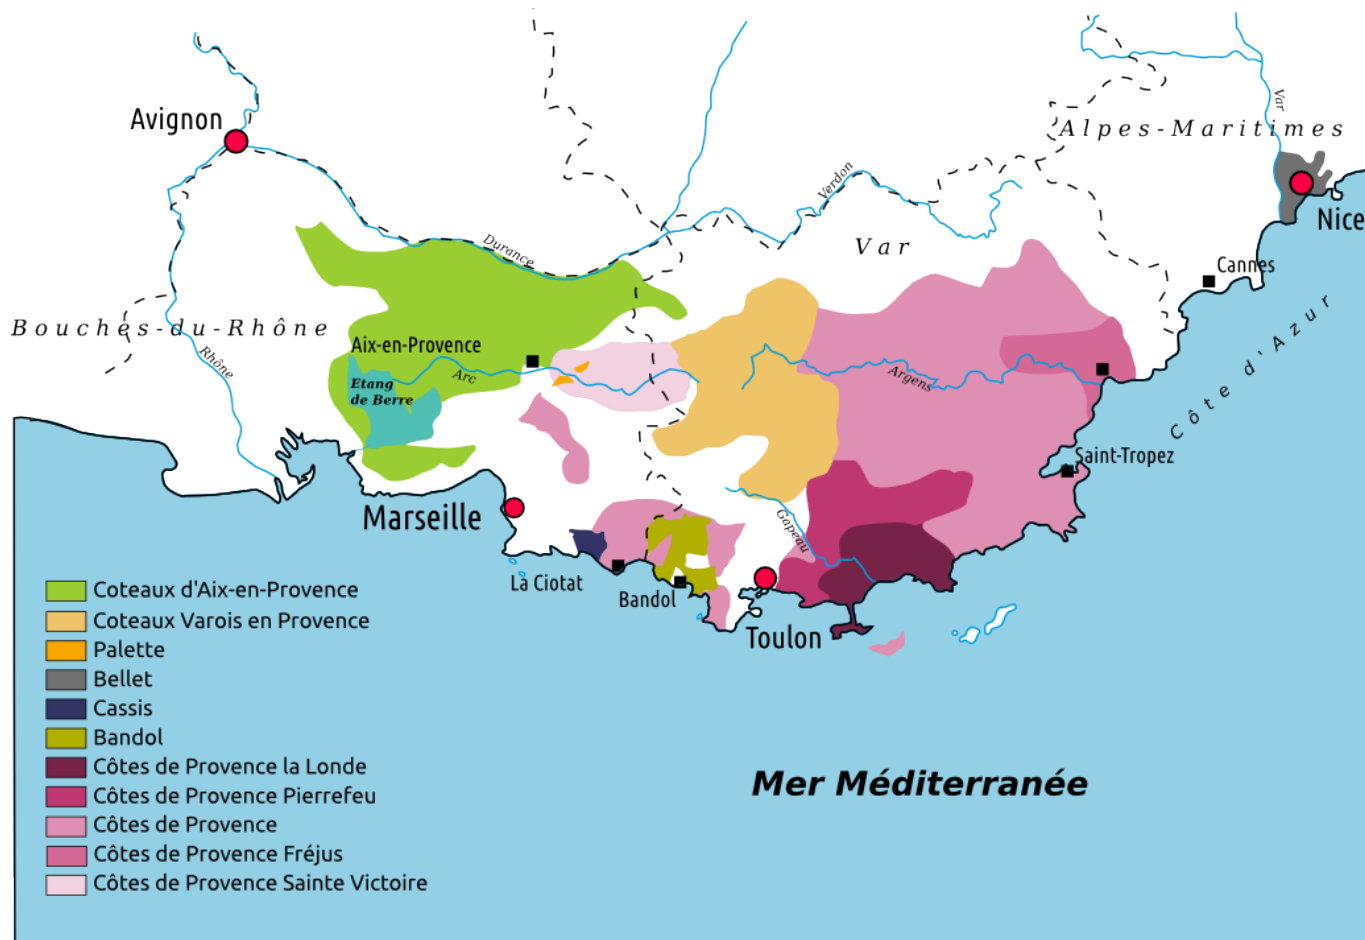 Avignon
Var
Alpes-Maritimes
Nice
Verdon
Durance
Var
Cannes
Côte d'Azur
Bouches-du-Rhône
Rhône
Aix-en-Provence
Arc
Etang
de Berre
Argens
Saint-Tropez
Marseille
Gapeau
La Ciotat
Bandol
Toulon
Coteaux d'Aix-en-Provence
Coteaux Varois en Provence
Palette
Bellet
Cassis
Bandol
Côtes de Provence la Londe
Côtes de Provence Pierrefeu
Côtes de Provence
Côtes de Provence Fréjus
Côtes de Provence Sainte Victoire
Mer Méditerranée